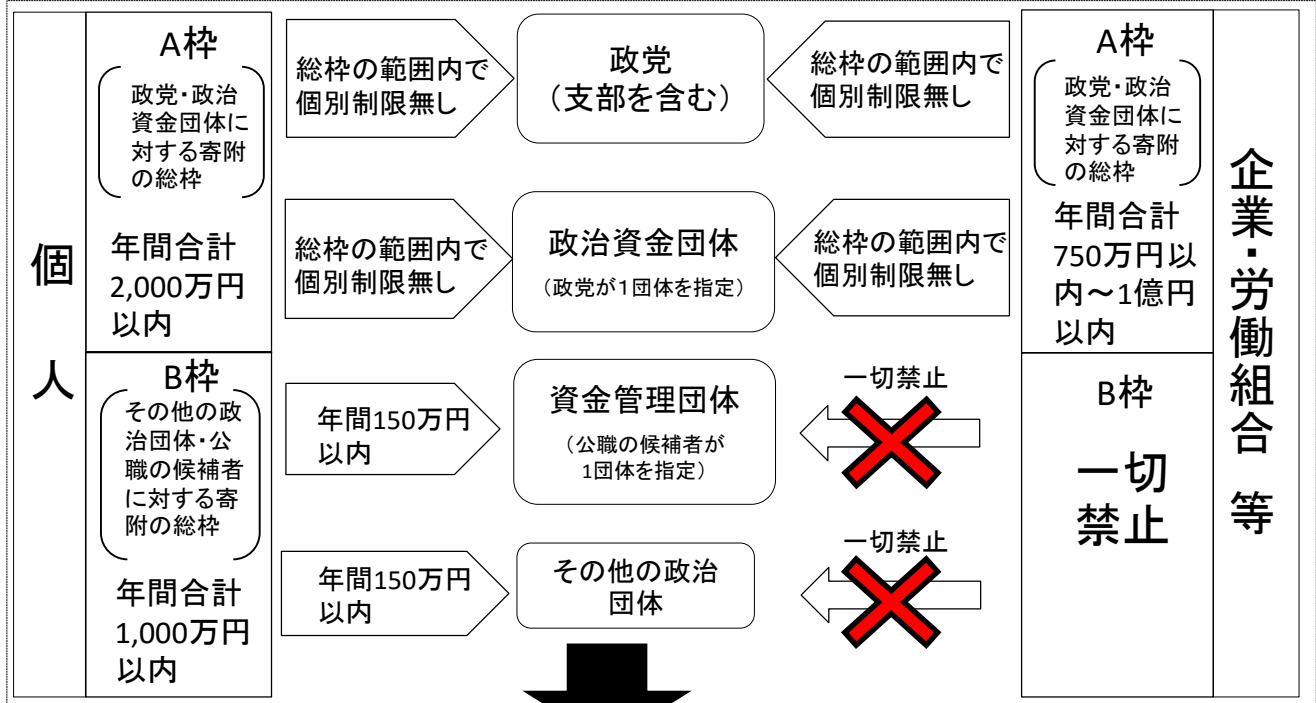 個人
A枠
政党・政治
資金団体に
対する寄附
の総枠
年間合計
2,000万円
以内
B枠
その他の政
治団体・公
職の候補者
に対する寄
附の総枠
年間合計
1,000万円
以内
総枠の範囲内で
個別制限無し
政党
（支部を含む）
総枠の範囲内で
個別制限無し
総枠の範囲内で
個別制限無し
政治資金団体
（政党が１団体を指定）
総枠の範囲内で
個別制限無し
年間150万円
以内
資金管理団体
（公職の候補者が
1団体を指定）
一切禁止
年間150万円
以内
その他の政治
団体
一切禁止
A枠
政党・政治
資金団体に
対する寄附
の総枠
年間合計
750万円以
内～1億円
以内
B枠
一切
禁止
企業・労働組合 等